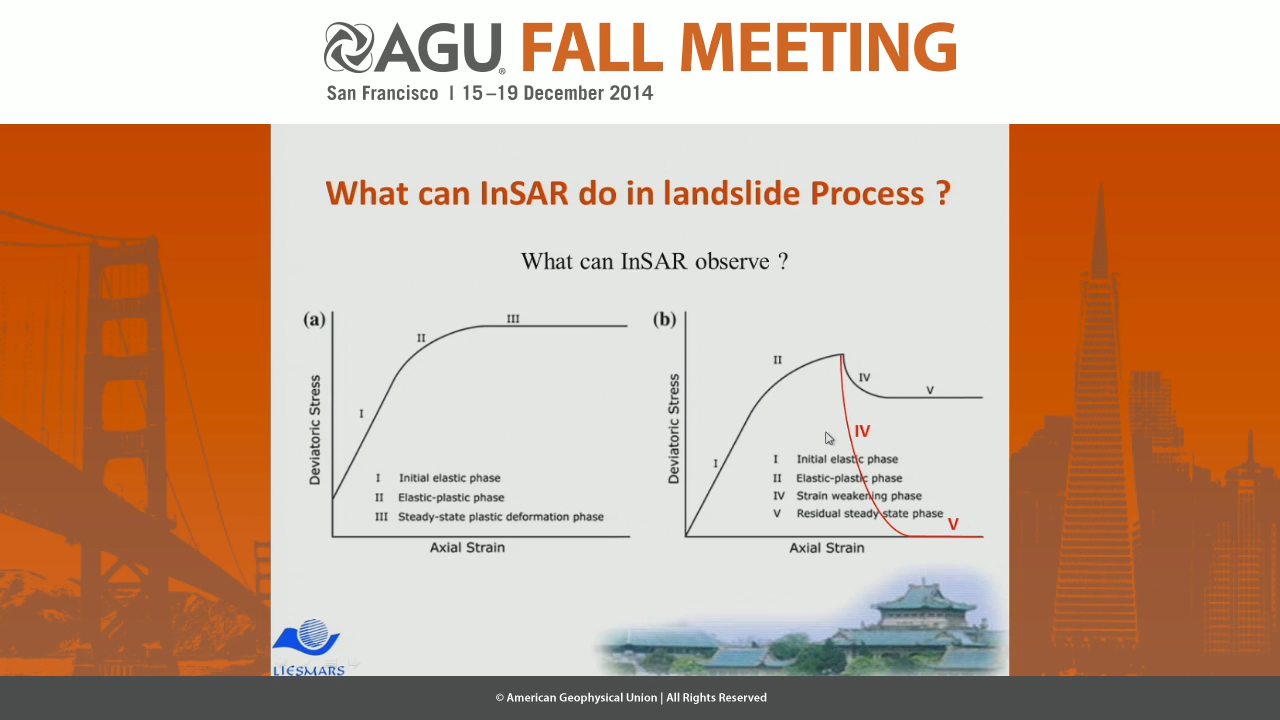 AGU® FALL MEETING
San Francisco | 15–19 December 2014
What can InSAR do in landslide Process ?
What can InSAR observe ?
(a)
Deviatoric Stress
I
II
III
I Initial elastic phase
II Elastic-plastic phase
III Steady-state plastic deformation phase
Axial Strain
(b)
Deviatoric Stress
I
II
IV
V
IV
I Initial elastic phase
II Elastic-plastic phase
IV Strain weakening phase
V Residual steady state phase
V
Axial Strain
LIESMARS
© American Geophysical Union | All Rights Reserved